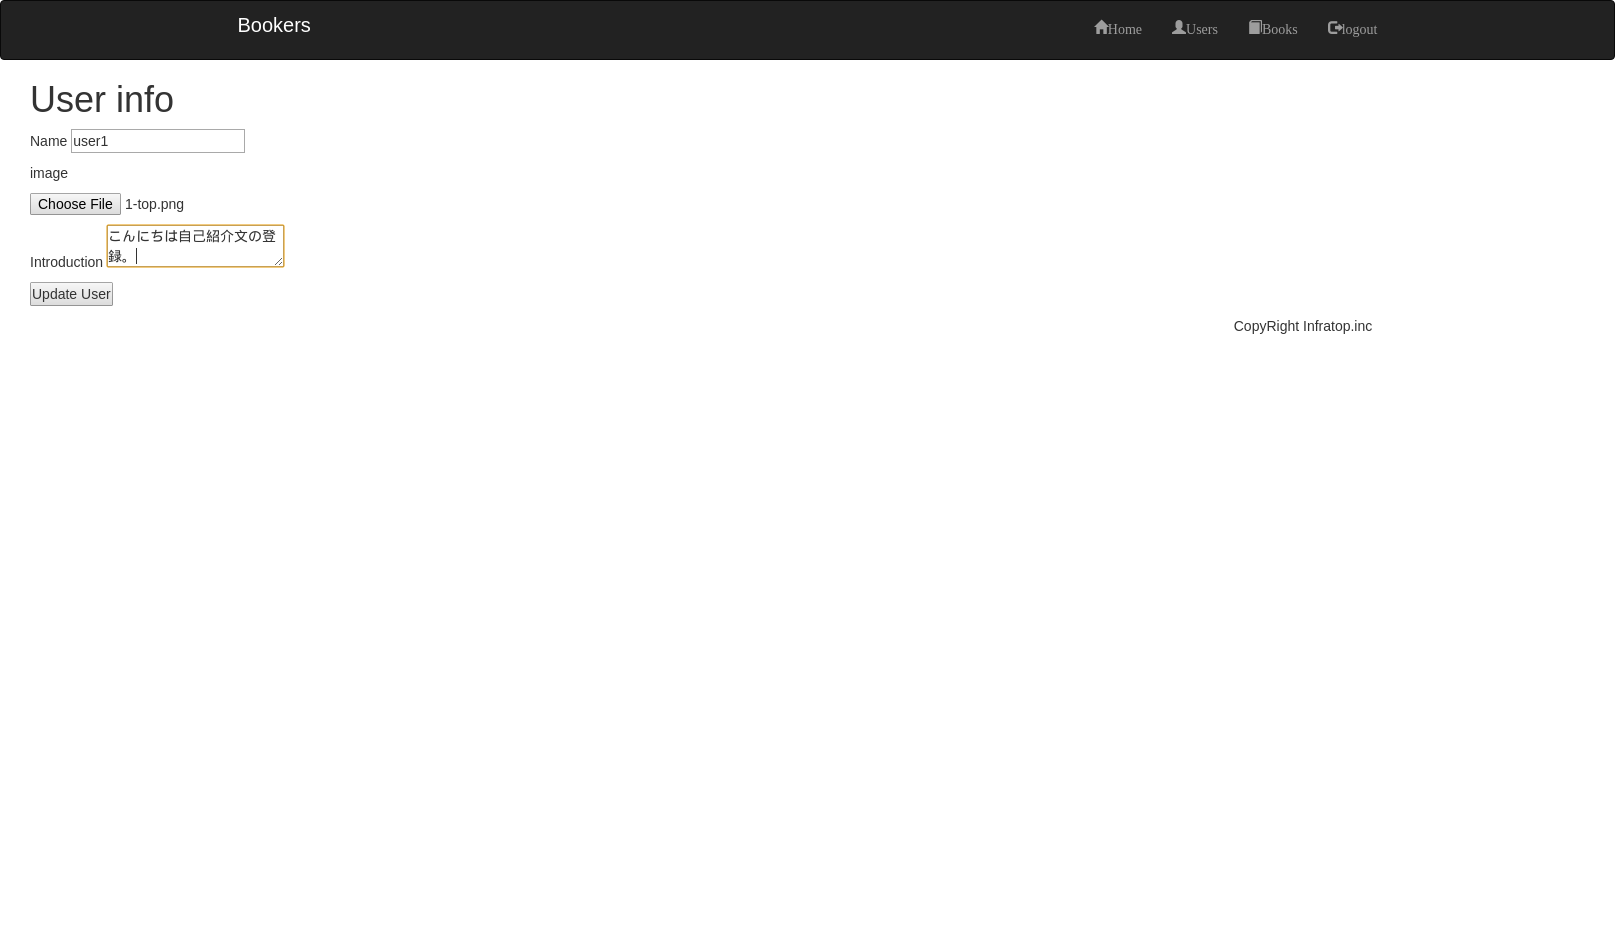 Bookers
Home Users Books logout
User info
Name user1
image
Choose File 1-top.png
Introduction こんにちは自己紹介文の登
録。
Update User
CopyRight Infratop.inc